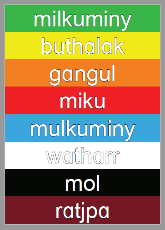 milkuminy
buthalak
gangul
miku
mulkuminy
watharr
mol
ratjpa